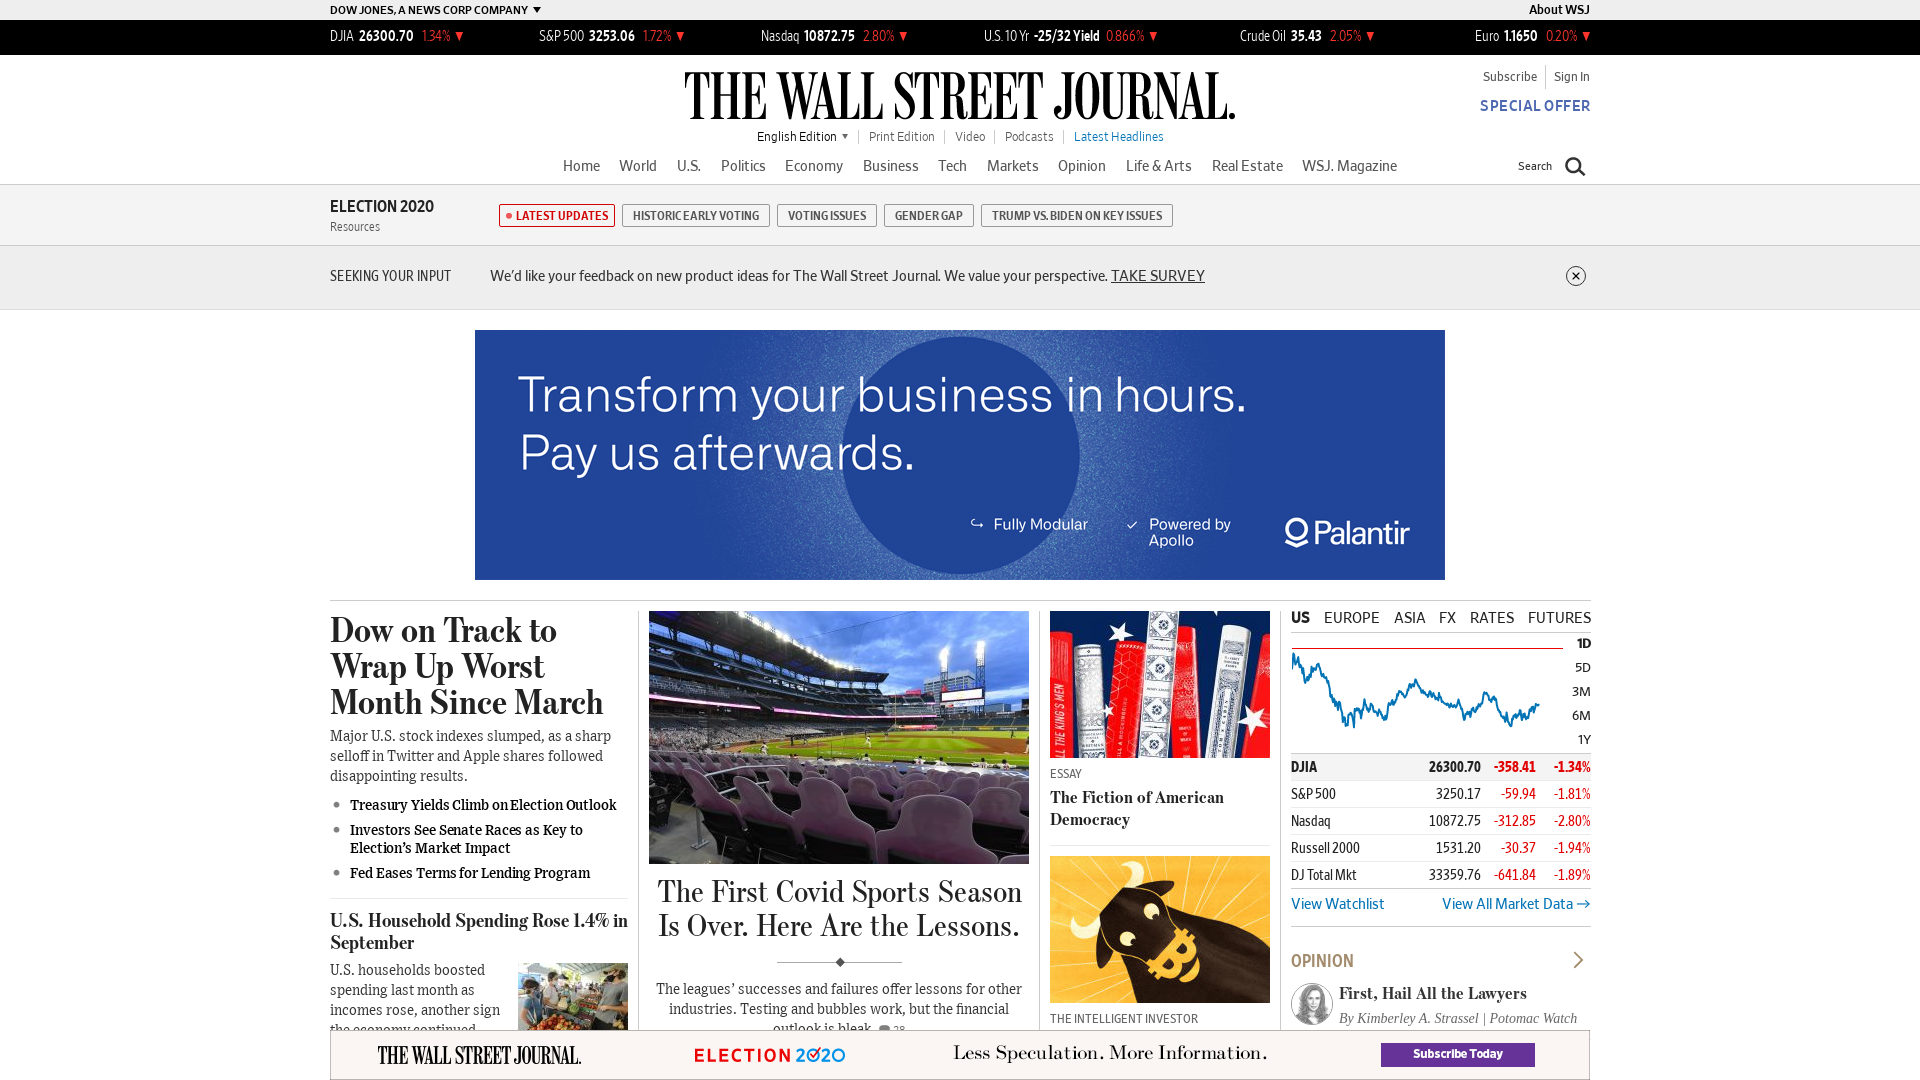 DOW JONES, A NEWS CORP COMPANY
About WSJ
DJIA 26300.70 1.34% ▼
S&P 500 3253.06 1.72% ▼
Nasdaq 10872.75 2.80% ▼
U.S. 10 Yr -25/32 Yield 0.866% ▼
Crude Oil 35.43 2.05% ▼
Euro 1.1650 0.20% ▼
THE WALL STREET JOURNAL.
Subscribe
Sign In
SPECIAL OFFER
English Edition
Print Edition
Video
Podcasts
Latest Headlines
Home World U.S. Politics Economy Business Tech Markets Opinion Life & Arts Real Estate WSJ. Magazine
Search
ELECTION 2020
Resources
LATEST UPDATES
HISTORIC EARLY VOTING
VOTING ISSUES
GENDER GAP
TRUMP VS. BIDEN ON KEY ISSUES
SEEKING YOUR INPUT
We’d like your feedback on new product ideas for The Wall Street Journal. We value your perspective. TAKE SURVEY
Transform your business in hours.
Pay us afterwards.
Fully Modular
Powered by
Apollo
Palantir
Dow on Track to
Wrap Up Worst
Month Since March
Major U.S. stock indexes slumped, as a sharp
selloff in Twitter and Apple shares followed
disappointing results.
Treasury Yields Climb on Election Outlook
Investors See Senate Races as Key to
Election’s Market Impact
Fed Eases Terms for Lending Program
U.S. Household Spending Rose 1.4% in
September
U.S. households boosted
spending last month as
incomes rose, another sign
the economy continued
The First Covid Sports Season
Is Over. Here Are the Lessons.
The leagues’ successes and failures offer lessons for other
industries. Testing and bubbles work, but the financial
outlook is bleak. 28
ALL THE KING'S MEN
ESSAY
The Fiction of American
Democracy
THE INTELLIGENT INVESTOR
US EUROPE ASIA FX RATES FUTURES
1D
5D
3M
6M
1Y
DJIA 26300.70 -358.41 -1.34%
S&P 500 3250.17 -59.94 -1.81%
Nasdaq 10872.75 -312.85 -2.80%
Russell 2000 1531.20 -30.37 -1.94%
DJ Total Mkt 33359.76 -641.84 -1.89%
View Watchlist
View All Market Data
OPINION
First, Hail All the Lawyers
By Kimberley A. Strassel | Potomac Watch
THE WALL STREET JOURNAL.
ELECTION 2020
Less Speculation. More Information.
Subscribe Today